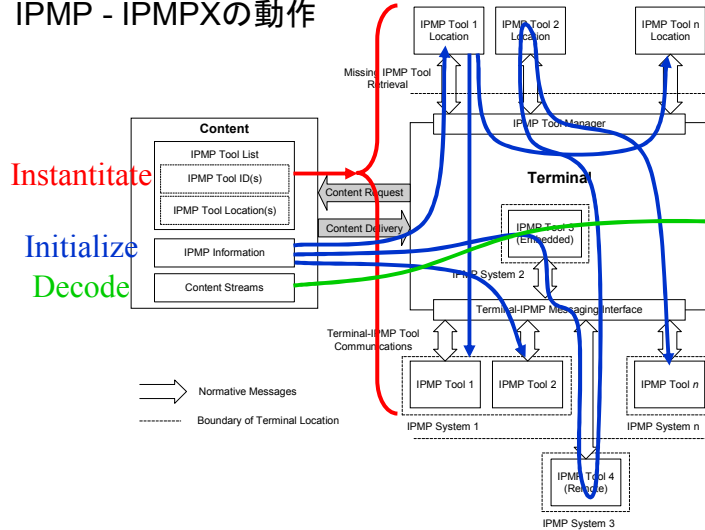 IPMP - IPMPXの動作
IPMP Tool 1
Location
IPMP Tool 2
Location
IPMP Tool n
Location
Missing IPMP Tool
Retrieval
IPMP Tool Manager
Content
IPMP Tool List
IPMP Tool ID(s)
IPMP Tool Location(s)
IPMP Information
Content Streams
Instantitate
Initialize
Decode
Content Request
Content Delivery
Terminal
IPMP Tool 3
(Embedded)
IPMP System 2
Terminal-IPMP Messaging Interface
Terminal-IPMP Tool
Communications
IPMP Tool 1
IPMP Tool 2
IPMP Tool n
IPMP System 1
IPMP System n
Normative Messages
Boundary of Terminal Location
IPMP Tool 4
(Remote)
IPMP System 3